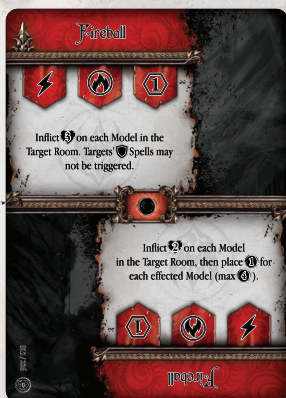 Fireball
1
Inflict 3 on each Model in the
Target Room. Targets' Spells may
not be triggered.
Inflict 2 on each Model
in the Target Room, then place 1 for
each effected Model (max 3).
1
Fireball